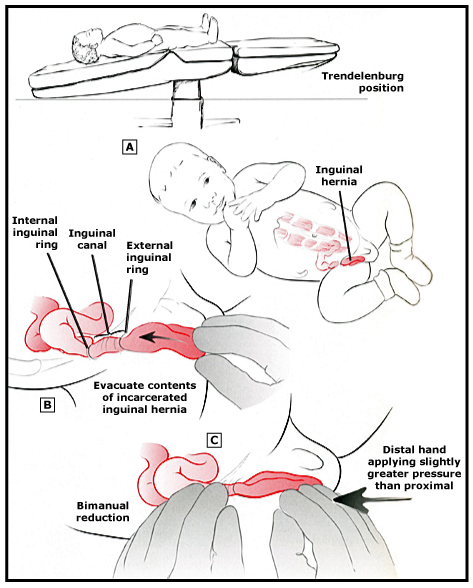 Trendelenburg
position
A
Inguinal
hernia
Internal
inguinal
ring
Inguinal
canal
External
inguinal
ring
Evacuate contents
of incarcerated
inguinal hernia
B
C
Distal hand
applying slightly
greater pressure
than proximal
Bimanual
reduction